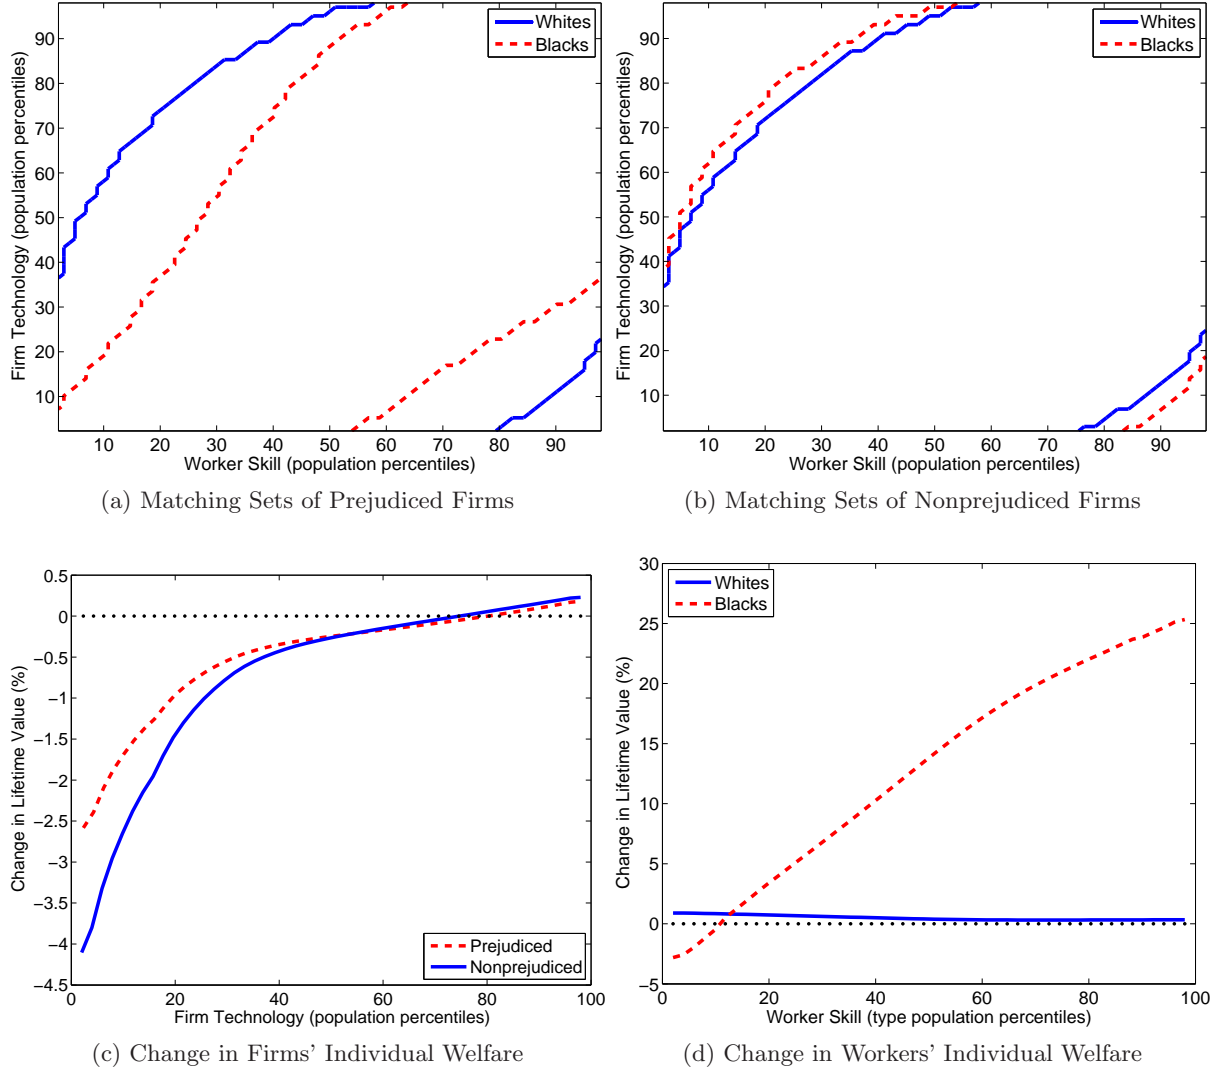 Whites
Blacks
90
80
70
60
50
40
30
20
10
10 20 30 40 50 60 70 80 90
Firm Technology (population percentiles)
Worker Skill (population percentiles)
(a) Matching Sets of Prejudiced Firms
Whites
Blacks
90
80
70
60
50
40
30
20
10
10 20 30 40 50 60 70 80 90
Firm Technology (population percentiles)
Worker Skill (population percentiles)
(b) Matching Sets of Nonprejudiced Firms
0.5
0
−0.5
−1
−1.5
−2
−2.5
−3
−3.5
−4
−4.5
0 20 40 60 80 100
Change in Lifetime Value (%)
Prejudiced
Nonprejudiced
Firm Technology (population percentiles)
(c) Change in Firms' Individual Welfare
Whites
Blacks
30
25
20
15
10
5
0
−5
0 20 40 60 80 100
Change in Lifetime Value (%)
Worker Skill (type population percentiles)
(d) Change in Workers' Individual Welfare